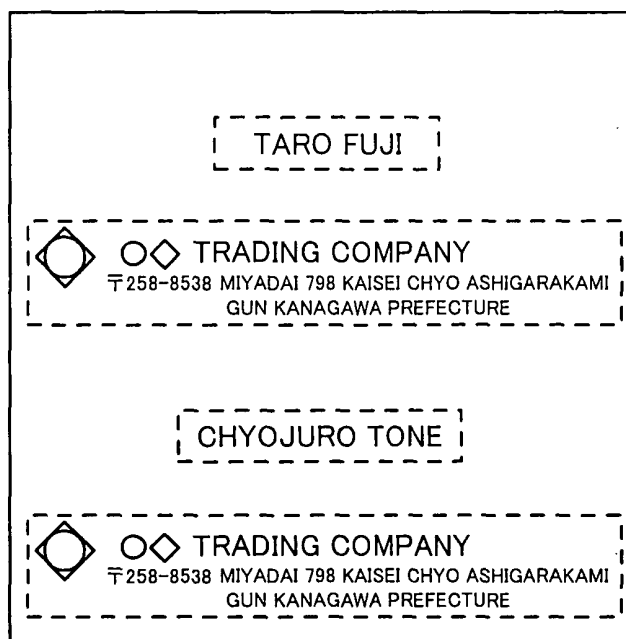 TARO FUJI
○◇ TRADING COMPANY
〒258-8538 MIYADAI 798 KAISEI CHYO ASHIGARAKAMI
GUN KANAGAWA PREFECTURE
CHYOJURO TONE
○◇ TRADING COMPANY
〒258-8538 MIYADAI 798 KAISEI CHYO ASHIGARAKAMI
GUN KANAGAWA PREFECTURE